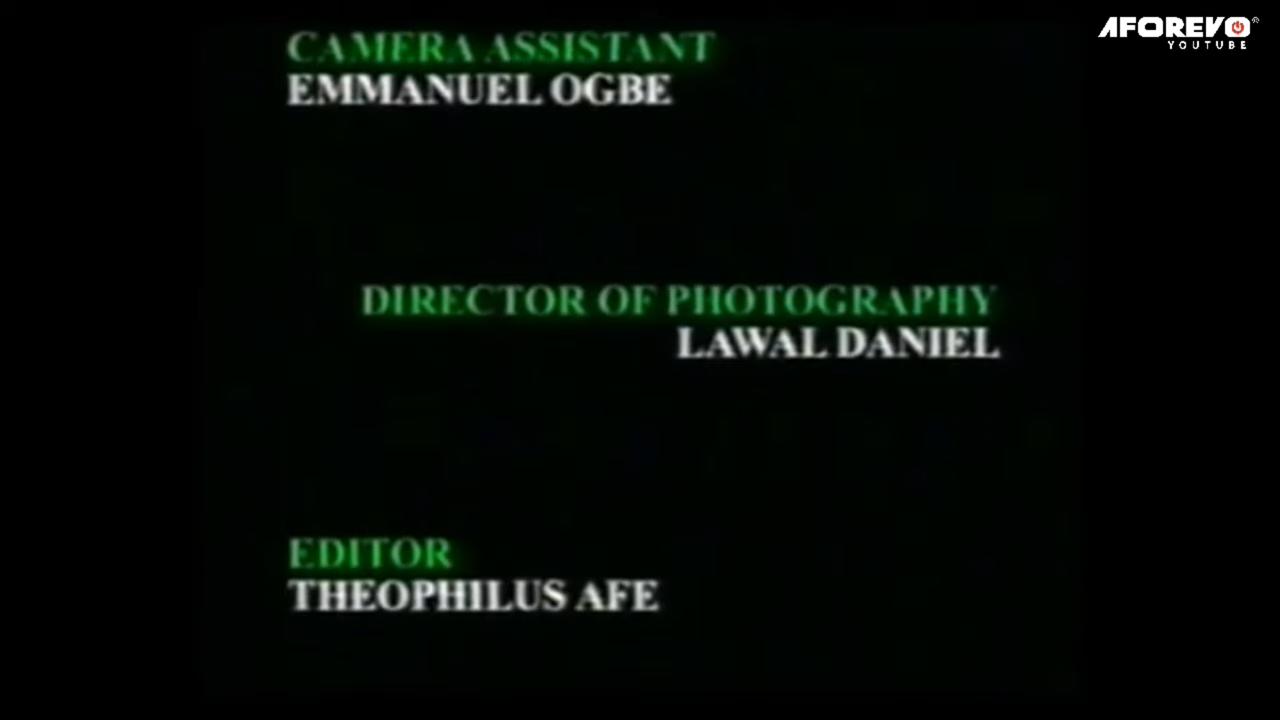 AFOREVO
YOUTUBE
CAMERA ASSISTANT
EMMANUEL OGBE
DIRECTOR OF PHOTOGRAPHY
LAWAL DANIEL
EDITOR
THEOPHILUS AFE